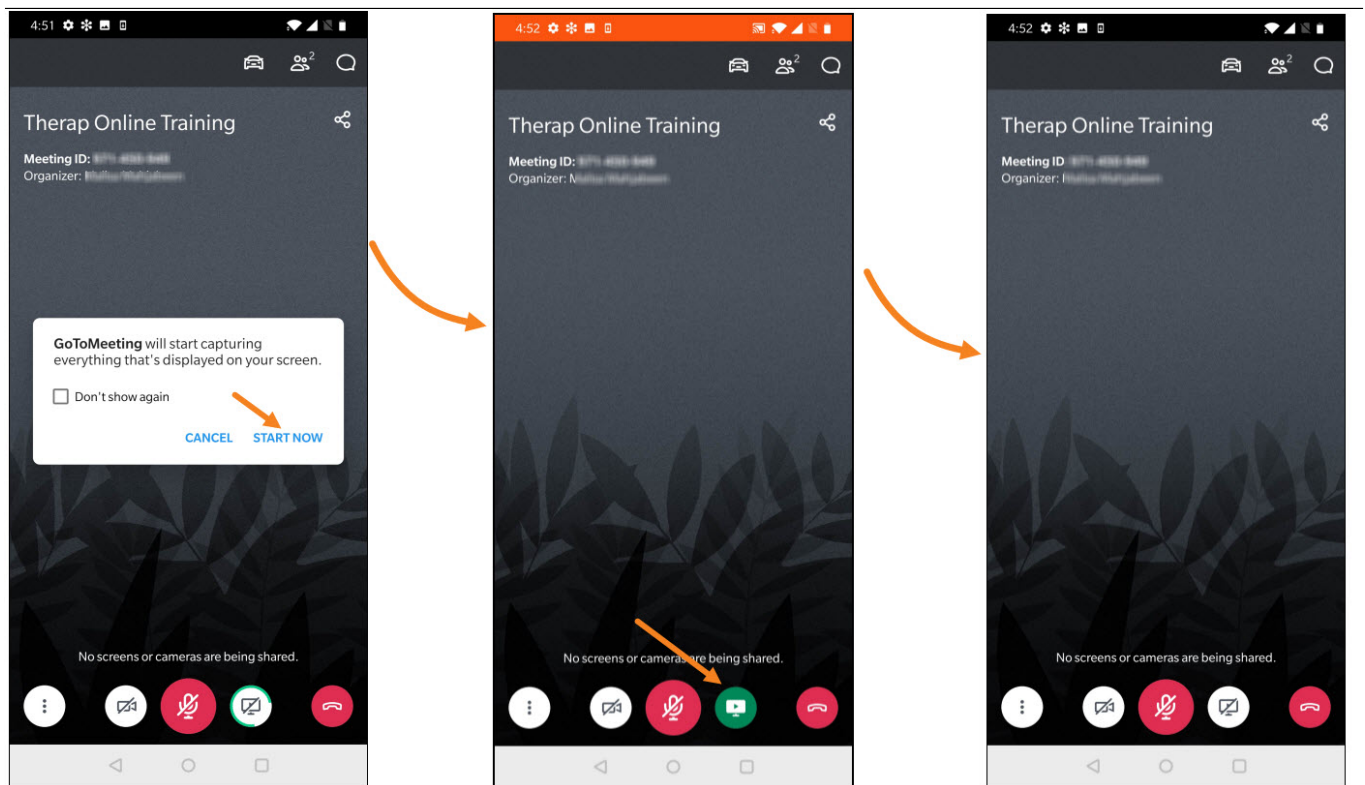 4:51
2
Therap Online Training
Meeting ID:
Organizer:
GoToMeeting will start capturing
everything that's displayed on your screen.
Don't show again
CANCEL START NOW
No screens or cameras are being shared.
4:52
2
Therap Online Training
Meeting ID:
Organizer:
No screens or cameras are being shared.
4:52
2
Therap Online Training
Meeting ID
Organizer:
No screens or cameras are being shared.